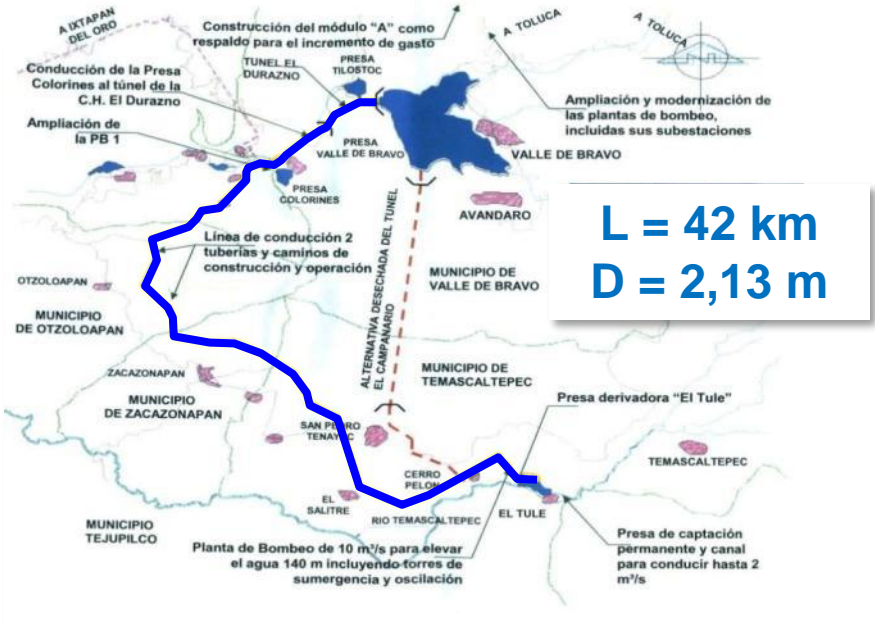 A IXTAPAN
DEL ORO
Construcción del módulo “A” como
respaldo para el incremento de gasto
A TOLUCA
A TOLUCA
TUNEL EL
DURAZNO
PRESA
TILOSTOC
Conducción de la Presa
Colorines al túnel de la
C.H. El Durazno
Ampliación de
la PB 1
Ampliación y modernización de
las plantas de bombeo,
incluidas sus subestaciones
PRESA
VALLE DE BRAVO
VALLE DE BRAVO
PRESA
COLORINES
AVANDARO
L = 42 km
D = 2,13 m
Línea de conducción 2
tuberías y caminos de
construcción y operación
ALTERNATIVA DESECHADA DEL TUNEL
EL CAMPANARIO
MUNICIPIO DE
VALLE DE BRAVO
OTZOLOAPAN
MUNICIPIO
DE OTZOLOAPAN
ZACAZONAPAN
MUNICIPIO
DE ZACAZONAPAN
MUNICIPIO DE
TEMASCALTEPEC
Presa derivadora “El Tule”
SAN PEDRO
TENAYEC
CERRO
PELON
TEMASCALTEPEC
EL
SALITRE
RIO TEMASCALTEPEC
EL TULE
MUNICIPIO
TEJUPILCO
Planta de Bombeo de 10 m³/s para elevar
el agua 140 m incluyendo torres de
sumergencia y oscilación
Presa de captación
permanente y canal
para conducir hasta 2
m³/s